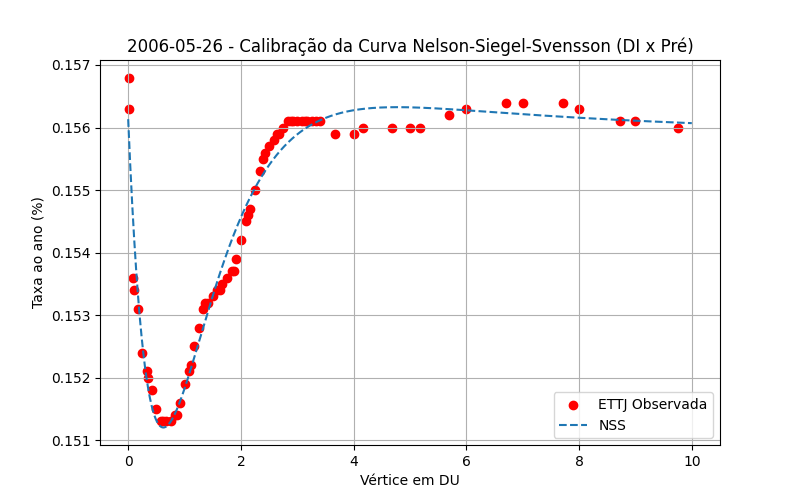 2006-05-26 - Calibração da Curva Nelson-Siegel-Svensson (DI x Pré)
Taxa ao ano (%)
0.157
0.156
0.155
0.154
0.153
0.152
0.151
ETTJ Observada
NSS
0 2 4 6 8 10
Vértice em DU